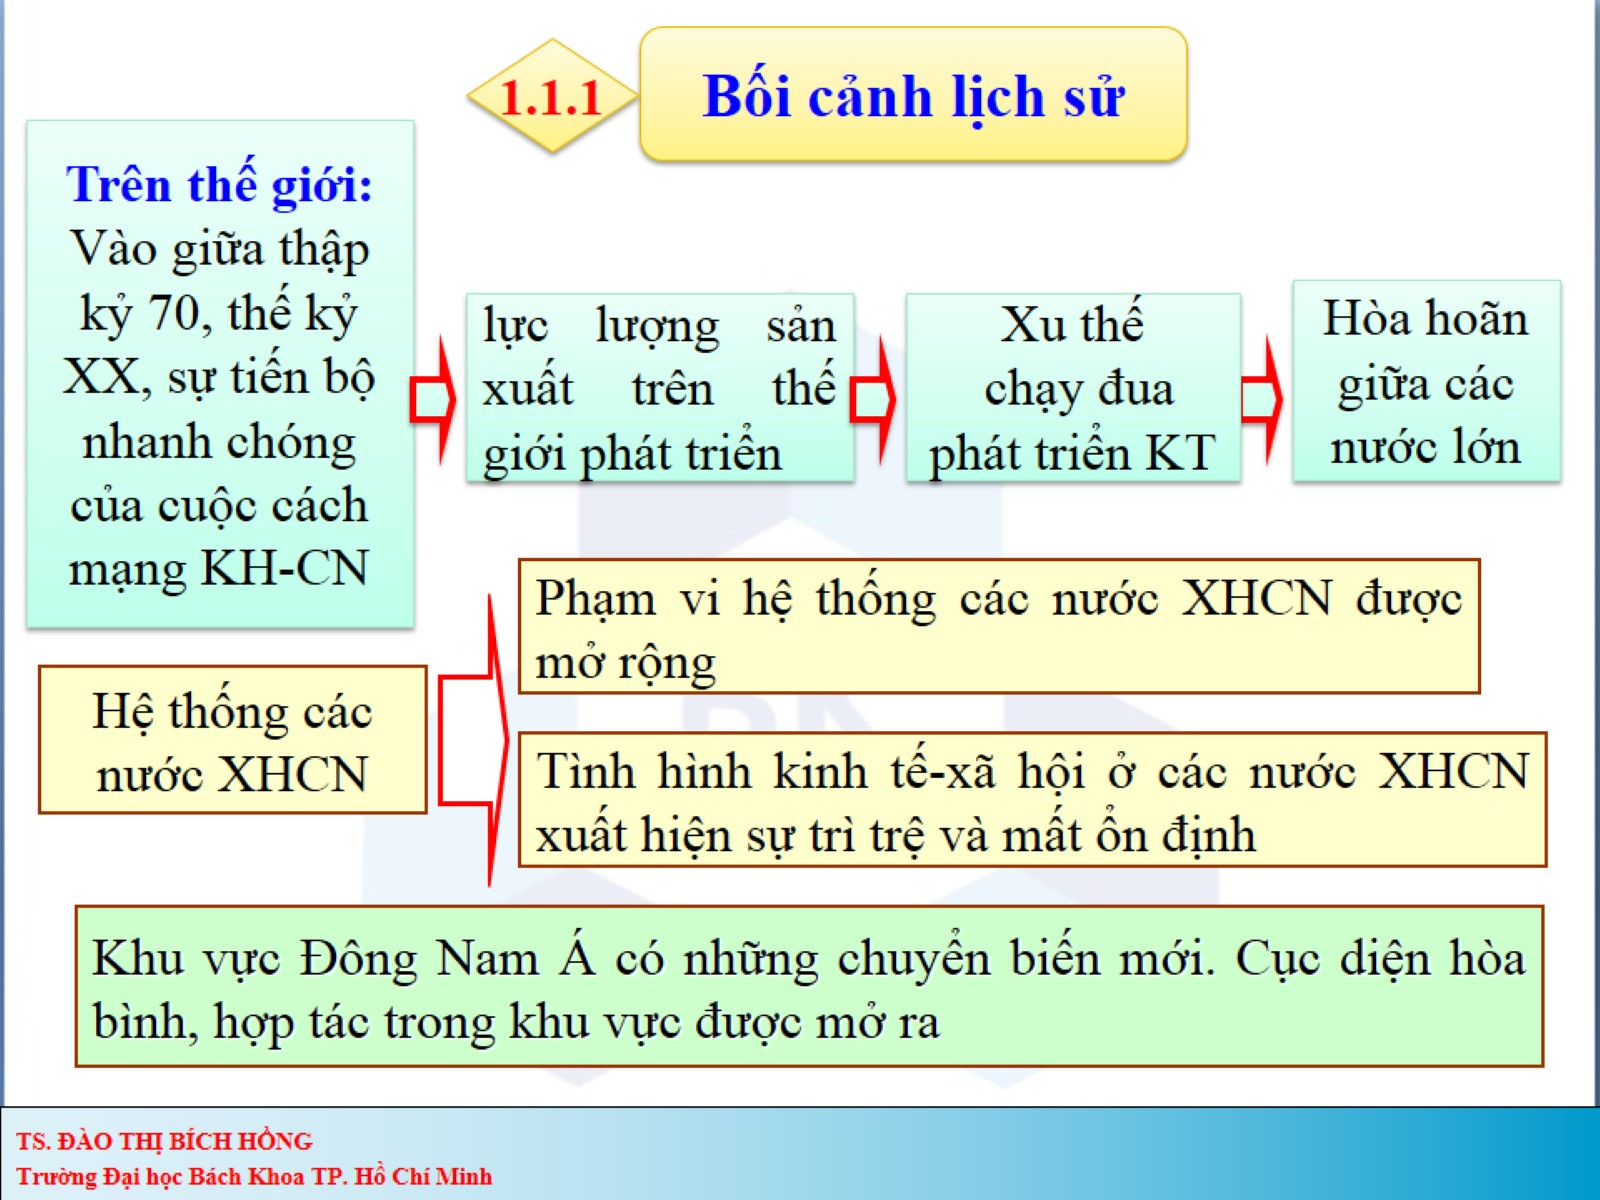 1.1.1
Bối cảnh lịch sử
Trên thế giới:
Vào giữa thập
kỷ 70, thế kỷ
XX, sự tiến bộ
nhanh chóng
của cuộc cách
mạng KH-CN
lực lượng sản
xuất trên thế
giới phát triển
Xu thế
chạy đua
phát triển KT
Hòa hoãn
giữa các
nước lớn
Hệ thống các
nước XHCN
Phạm vi hệ thống các nước XHCN được
mở rộng
Tình hình kinh tế-xã hội ở các nước XHCN
xuất hiện sự trì trệ và mất ổn định
Khu vực Đông Nam Á có những chuyển biến mới. Cục diện hòa
bình, hợp tác trong khu vực được mở ra
TS. ĐÀO THỊ BÍCH HỒNG
Trường Đại học Bách Khoa TP. Hồ Chí Minh